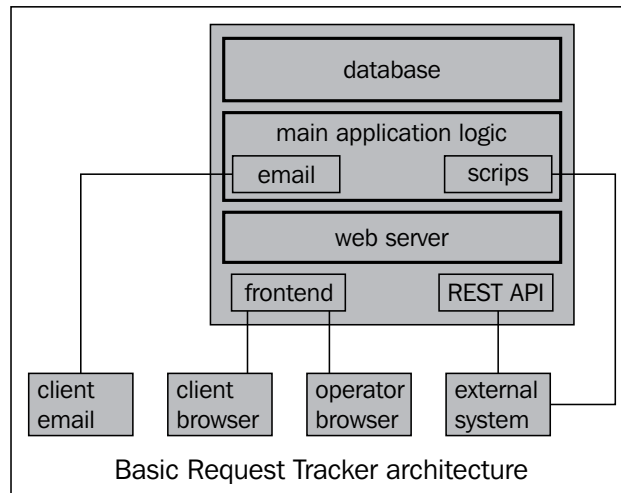 database
main application logic
email
scrips
web server
frontend
REST API
client
email
client
browser
operator
browser
external
system
Basic Request Tracker architecture